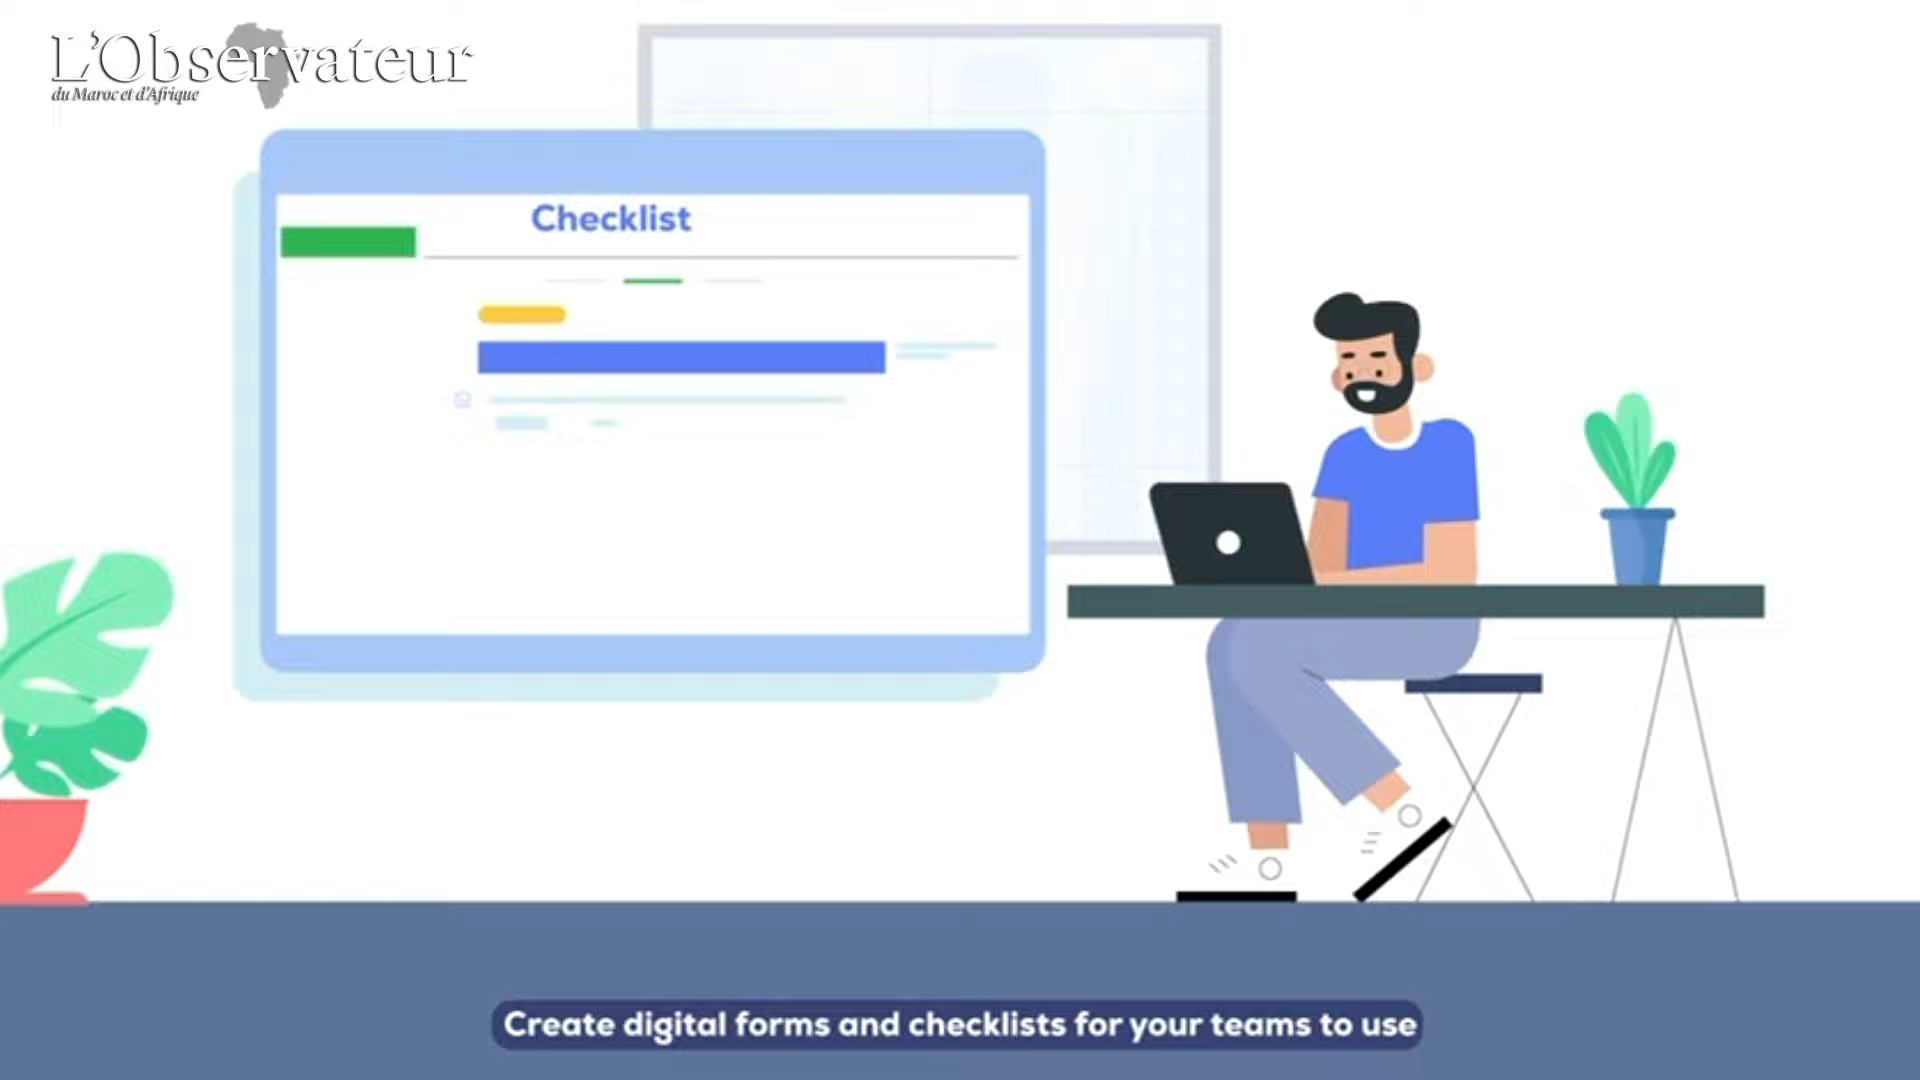 L'Observateur
du Maroc et d'Afrique
Checklist
Create digital forms and checklists for your teams to use